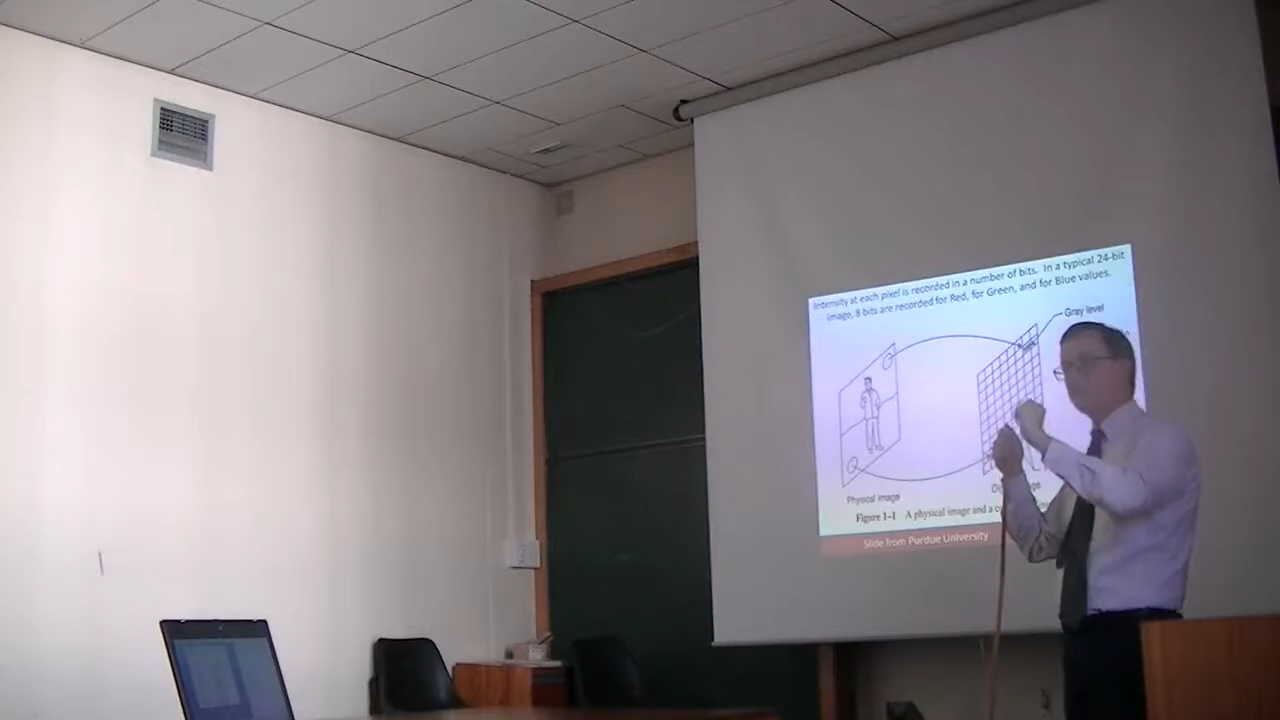 Intensity at each pixel is recorded in a number of bits. In a typical 24-bit
image, 8 bits are recorded for Red, for Green, and for Blue values.
Gray level
Physical image
Figure 1–1 A physical image and a
Slide from Purdue University